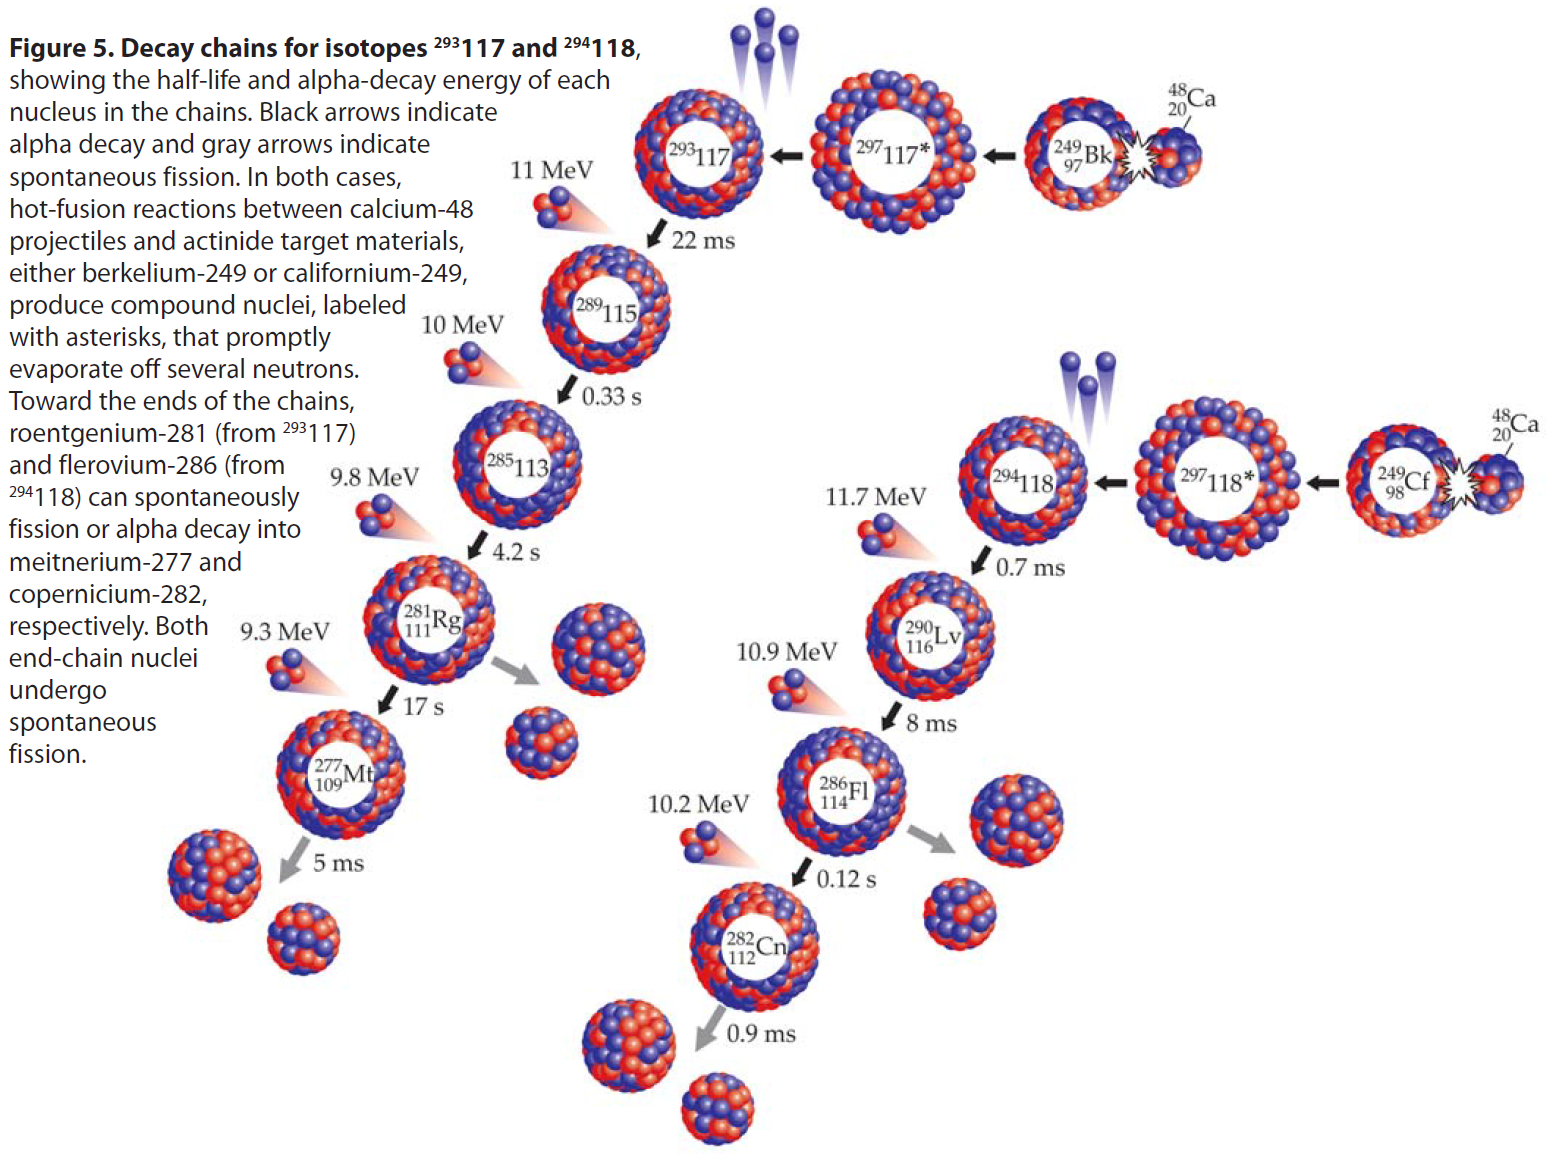 Figure 5. Decay chains for isotopes ²⁹³117 and ²⁹⁴118,
showing the half-life and alpha-decay energy of each
nucleus in the chains. Black arrows indicate
alpha decay and gray arrows indicate
spontaneous fission. In both cases,
hot-fusion reactions between calcium-48
projectiles and actinide target materials,
either berkelium-249 or californium-249,
produce compound nuclei, labeled
with asterisks, that promptly
evaporate off several neutrons.
Toward the ends of the chains,
roentgenium-281 (from ²⁹³117)
and flerovium-286 (from
²⁹⁴118) can spontaneously
fission or alpha decay into
meitnerium-277 and
copernicium-282,
respectively. Both
end-chain nuclei
undergo
spontaneous
fission.
²⁹³117
²⁹⁷117*
²⁴⁹₉₇Bk
⁴⁸₂₀Ca
11 MeV
22 ms
²⁸⁹115
10 MeV
0.33 s
²⁸⁵113
9.8 MeV
4.2 s
²⁸¹₁₁₁Rg
9.3 MeV
17 s
²⁷⁷₁₀₉Mt
5 ms
²⁹⁴118
²⁹⁷118*
²⁴⁹₉₈Cf
⁴⁸₂₀Ca
11.7 MeV
0.7 ms
²⁹⁰₁₁₆Lv
10.9 MeV
8 ms
²⁸⁶₁₁₄Fl
10.2 MeV
0.12 s
²⁸²₁₁₂Cn
0.9 ms